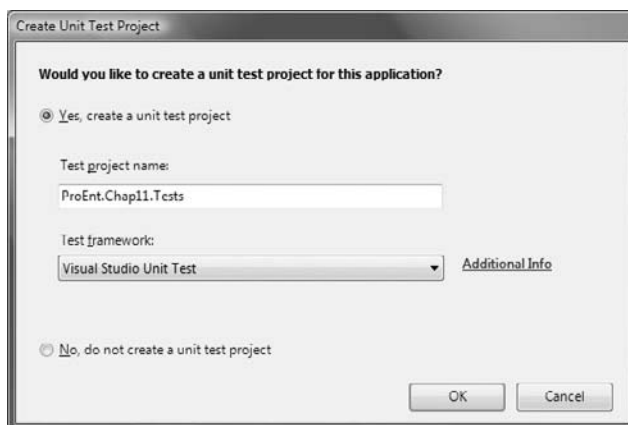 Create Unit Test Project
Would you like to create a unit test project for this application?
Yes, create a unit test project
Test project name:
ProEnt.Chap11.Tests
Test framework:
Visual Studio Unit Test
Additional Info
No, do not create a unit test project
OK
Cancel